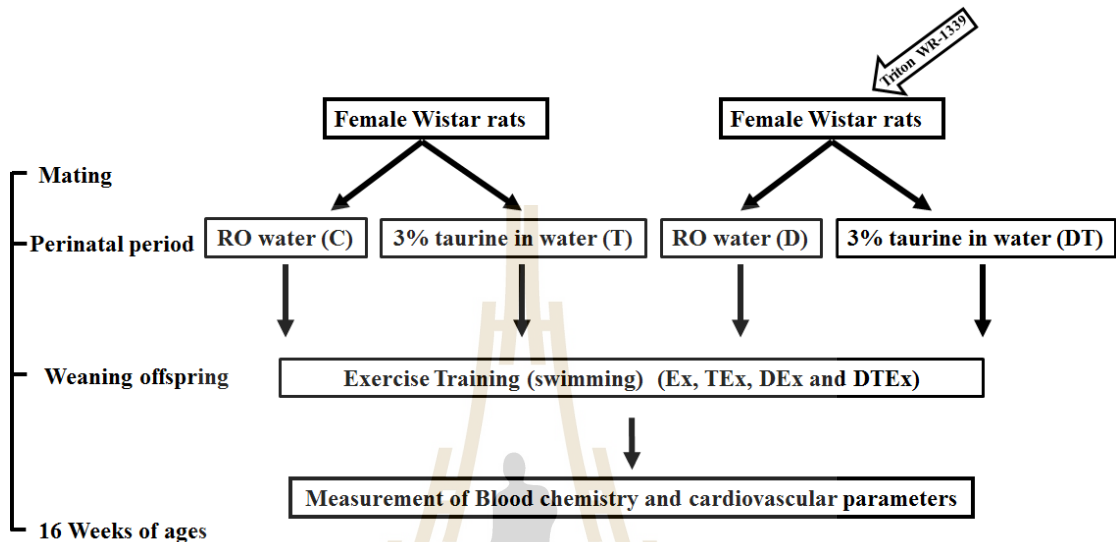 Triton WR-1339
Female Wistar rats
Female Wistar rats
Mating
Perinatal period
RO water (C)
3% taurine in water (T)
RO water (D)
3% taurine in water (DT)
Weaning offspring
Exercise Training (swimming) (Ex, TEx, DEx and DTEx)
Measurement of Blood chemistry and cardiovascular parameters
16 Weeks of ages